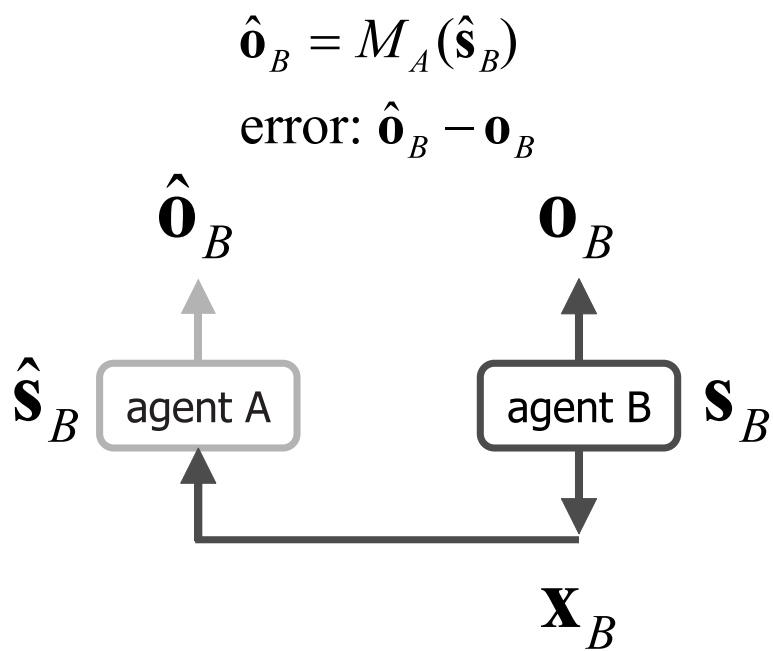 ô_B = M_A(ŝ_B)
error: ô_B − o_B
ô_B
o_B
ŝ_B
agent A
agent B
s_B
x_B